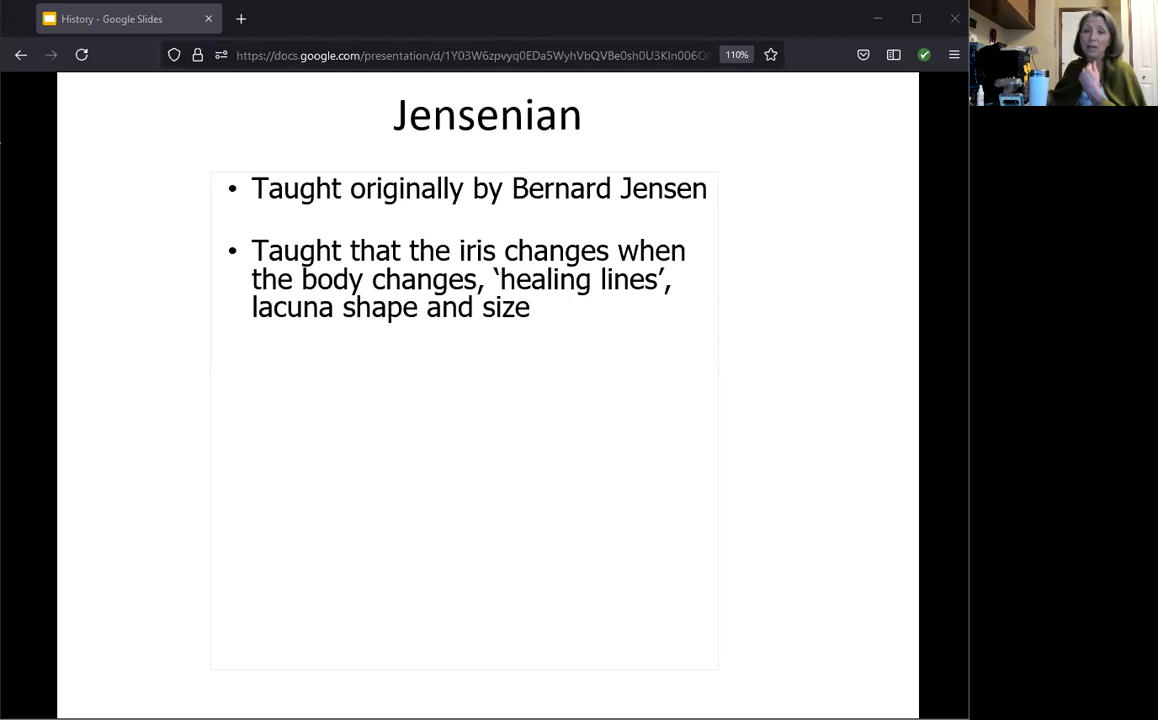 History - Google Slides
https://docs.google.com/presentation/d/
110%
Jensenian
• Taught originally by Bernard Jensen
• Taught that the iris changes when
the body changes, ‘healing lines’,
lacuna shape and size